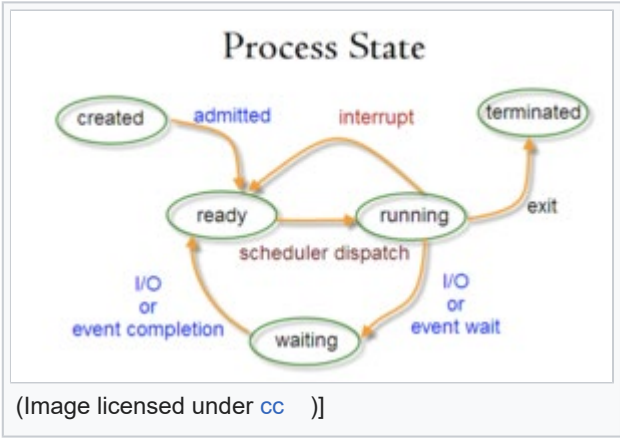 Process State
created
admitted
interrupt
terminated
ready
running
exit
scheduler dispatch
I/O
or
event completion
I/O
or
event wait
waiting
(Image licensed under cc )]